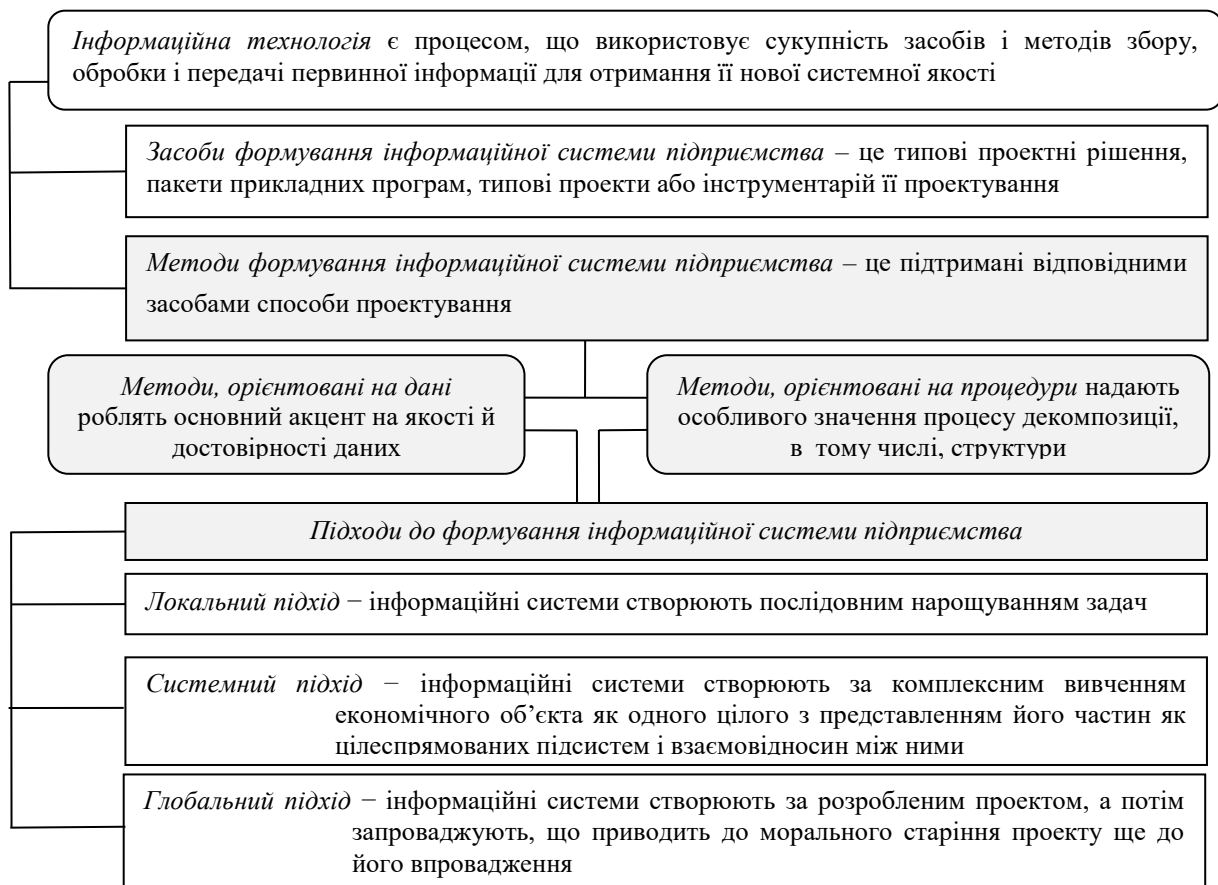 Інформаційна технологія є процесом, що використовує сукупність засобів і методів збору,
обробки і передачі первинної інформації для отримання її нової системної якості
Засоби формування інформаційної системи підприємства – це типові проектні рішення,
пакети прикладних програм, типові проекти або інструментарій її проектування
Методи формування інформаційної системи підприємства – це підтримані відповідними
засобами способи проектування
Методи, орієнтовані на дані
роблять основний акцент на якості й
достовірності даних
Методи, орієнтовані на процедури надають
особливого значення процесу декомпозиції,
в тому числі, структури
Підходи до формування інформаційної системи підприємства
Локальний підхід − інформаційні системи створюють послідовним нарощуванням задач
Системний підхід − інформаційні системи створюють за комплексним вивченням
економічного об’єкта як одного цілого з представленням його частин як
цілеспрямованих підсистем і взаємовідносин між ними
Глобальний підхід − інформаційні системи створюють за розробленим проектом, а потім
запроваджують, що приводить до морального старіння проекту ще до
його впровадження